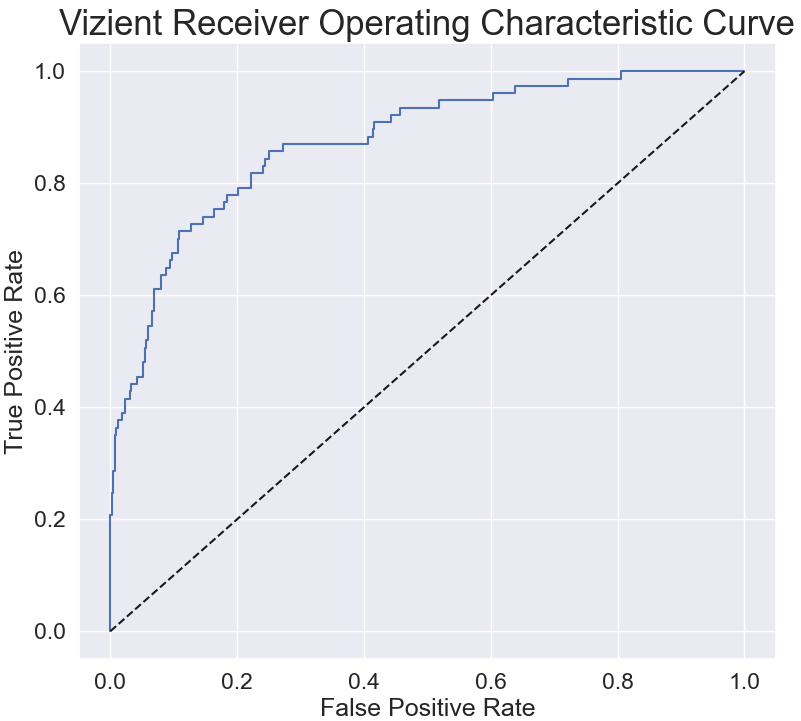 Vizient Receiver Operating Characteristic Curve
1.0
0.8
0.6
0.4
0.2
0.0
True Positive Rate
0.0 0.2 0.4 0.6 0.8 1.0
False Positive Rate